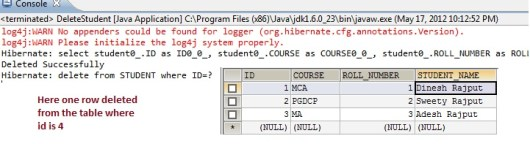 Console
<terminated> DeleteStudent [Java Application] C:\Program Files (x86)\Java\jdk1.6.0_23\bin\javaw.exe (May 17, 2012 10:12:52 PM)
log4j:WARN No appenders could be found for logger (org.hibernate.cfg.annotations.Version).
log4j:WARN Please initialize the log4j system properly.
Hibernate: select student0_.ID as ID0_0_, student0_.COURSE as COURSE0_0_, student0_.ROLL_NUMBER as ROLL
Deleted Successfully
Hibernate: delete from STUDENT where ID=?
ID COURSE ROLL_NUMBER STUDENT_NAME
1 MCA 1 Dinesh Rajput
2 PGDCP 2 Sweety Rajput
3 MA 3 Adesh Rajput
* (NULL) (NULL) (NULL) (NULL)
Here one row deleted
from the table where
id is 4